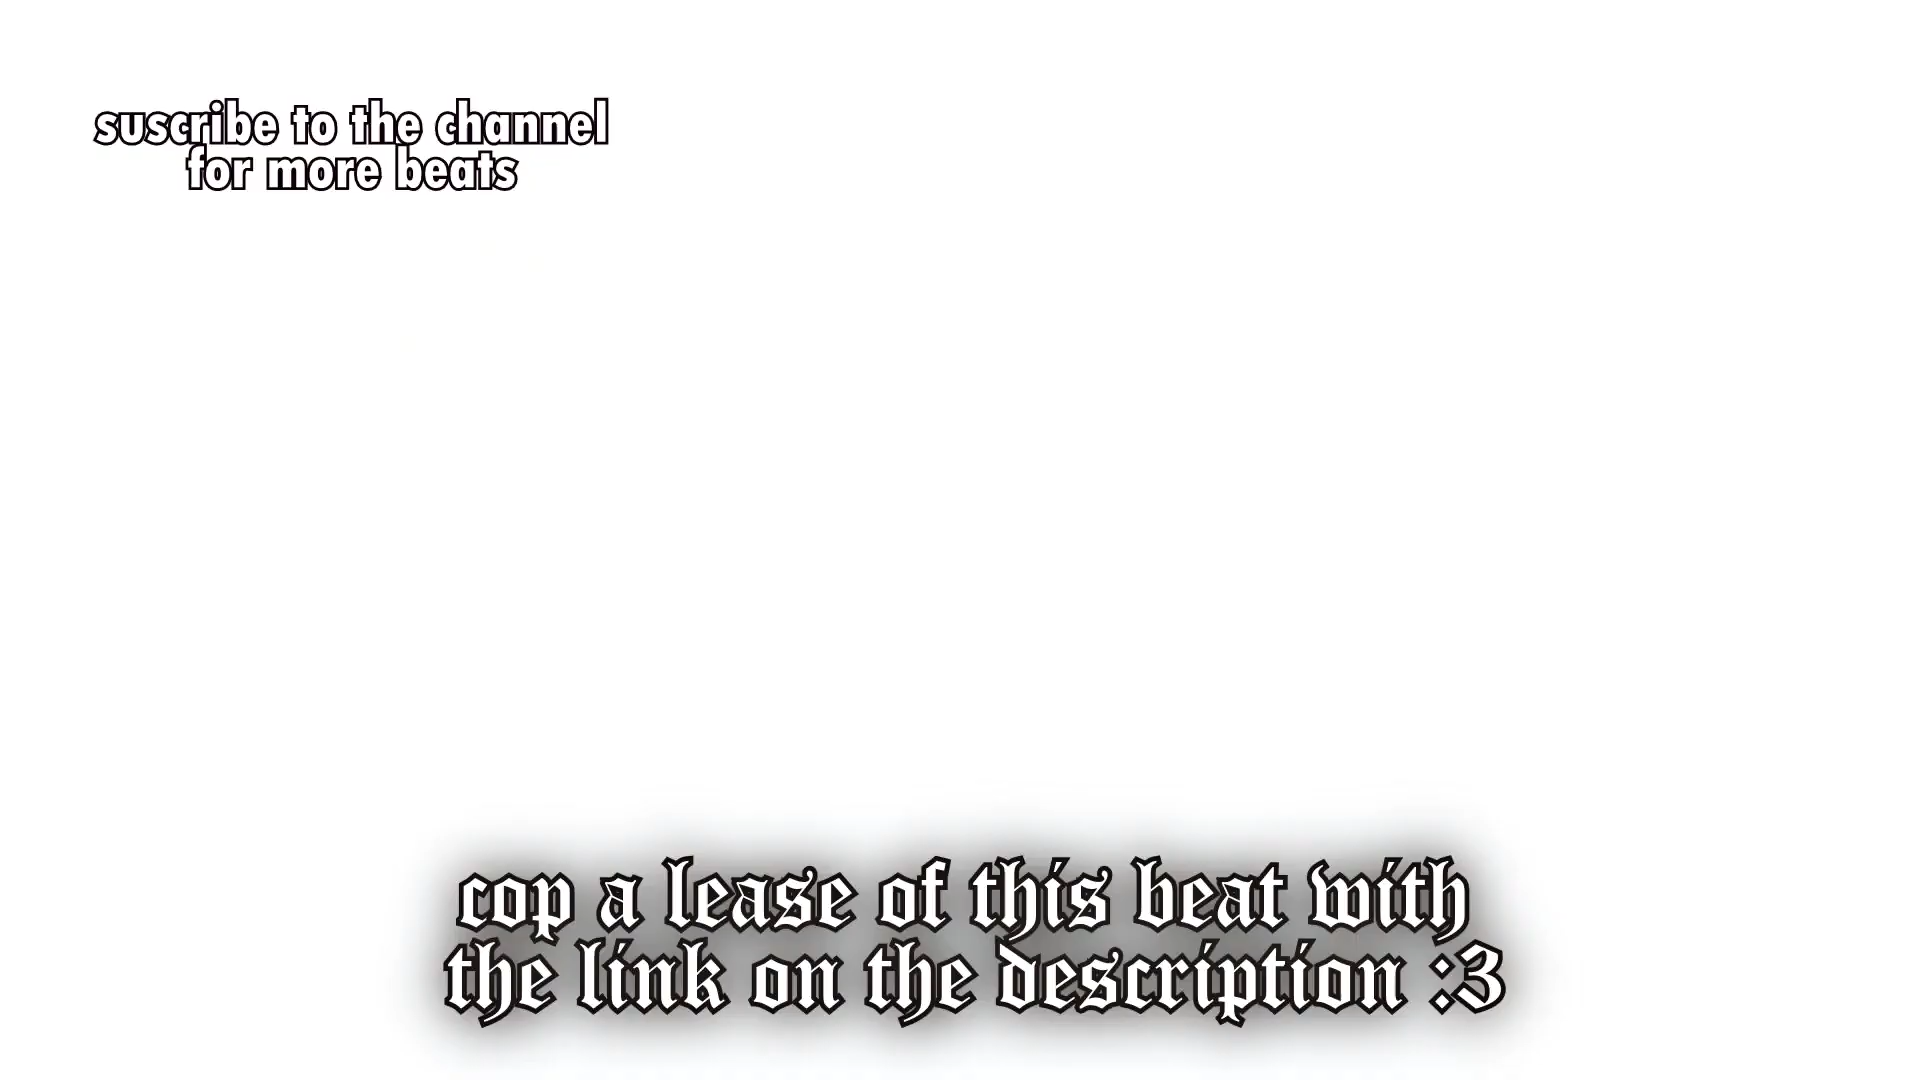 suscribe to the channel
for more beats
cop a lease of this beat with
the link on the description :3